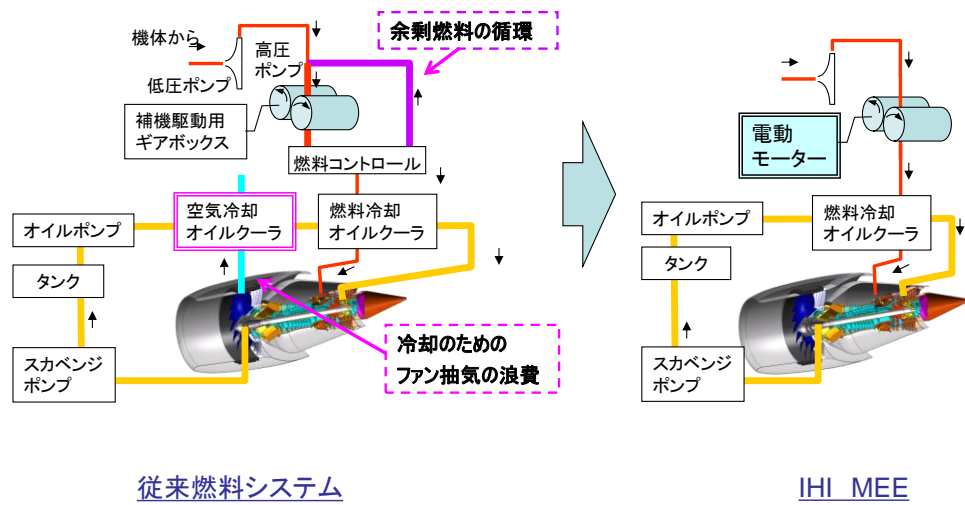 余剰燃料の循環
機体から
高圧
ポンプ
低圧ポンプ
補機駆動用
ギアボックス
燃料コントロール
空気冷却
オイルクーラ
燃料冷却
オイルクーラ
オイルポンプ
タンク
スカベンジ
ポンプ
冷却のための
ファン抽気の浪費
従来燃料システム
電動
モーター
燃料冷却
オイルクーラ
オイルポンプ
タンク
スカベンジ
ポンプ
IHI MEE